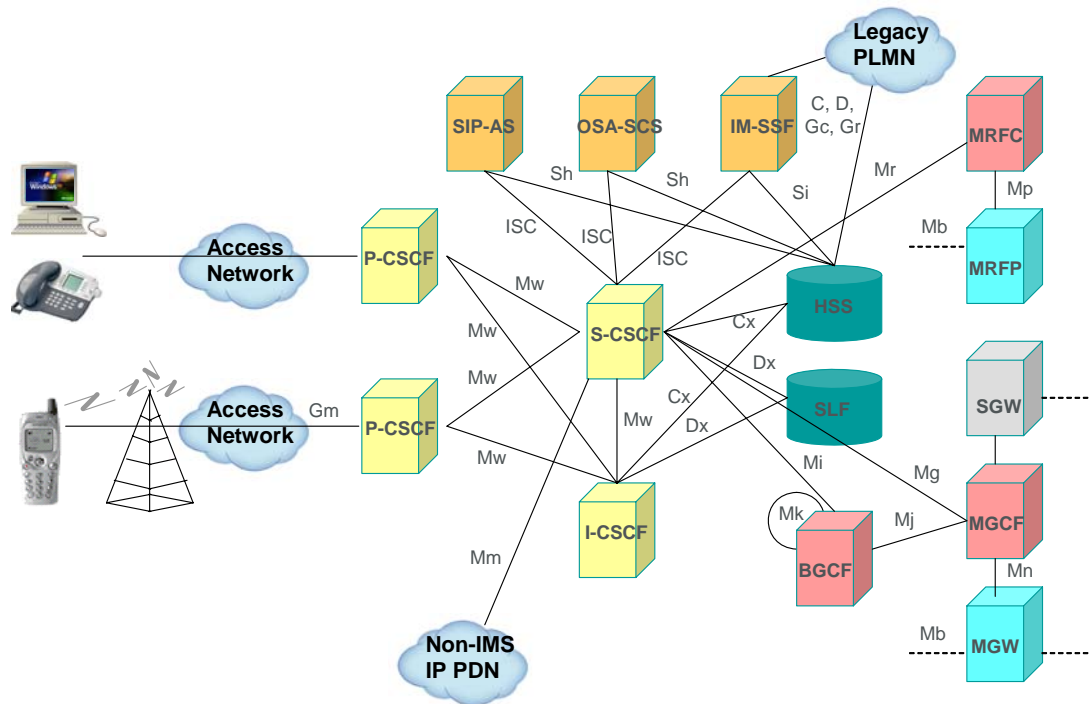 Legacy
PLMN
SIP-AS
OSA-SCS
IM-SSF
C, D,
Gc, Gr
MRFC
Sh
Sh
Si
Mr
Mp
Windows
Access
Network
P-CSCF
ISC
ISC
ISC
Mb
MRFP
Mw
S-CSCF
HSS
Cx
Mw
Dx
Access
Network
Gm
P-CSCF
Mw
Mw
Cx
SLF
SGW
Dx
Mw
Mi
Mg
I-CSCF
Mk
Mj
MGCF
Mm
BGCF
Mn
Non-IMS
IP PDN
Mb
MGW